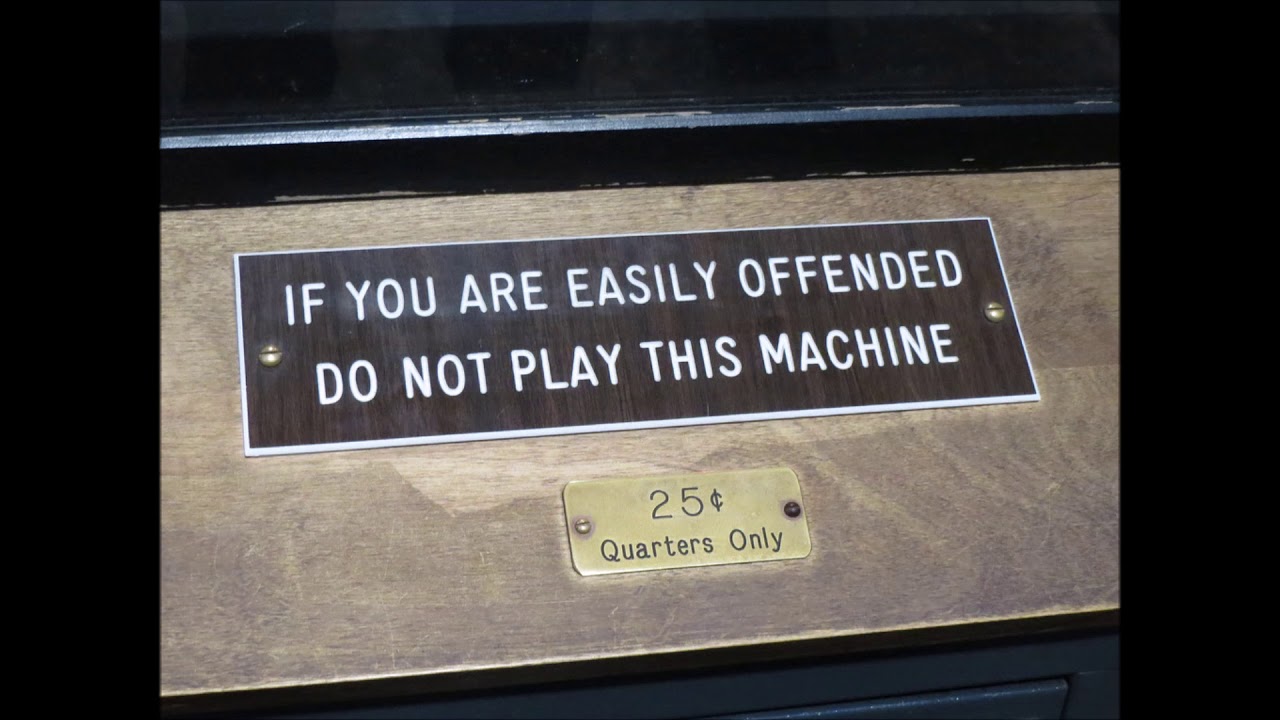 IF YOU ARE EASILY OFFENDED
DO NOT PLAY THIS MACHINE
25¢
Quarters Only